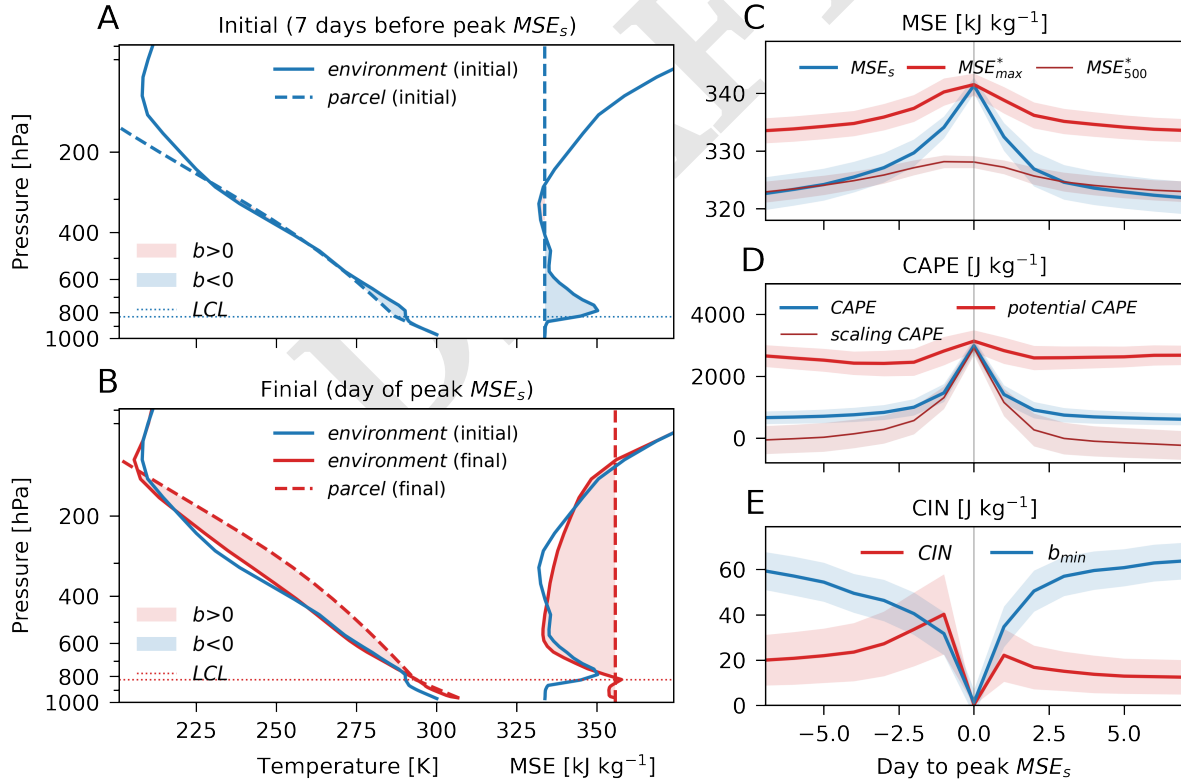 A
Initial (7 days before peak MSEₛ)
environment (initial)
parcel (initial)
b>0
b<0
LCL
Pressure [hPa]
200
400
600
800
1000
B
Finial (day of peak MSEₛ)
environment (initial)
environment (final)
parcel (final)
b>0
b<0
LCL
Pressure [hPa]
200
400
600
800
1000
225 250 275 300 325 350
Temperature [K] MSE [kJ kg⁻¹]
C
MSE [kJ kg⁻¹]
MSEₛ MSE*max MSE*500
340
330
320
D
CAPE [J kg⁻¹]
CAPE potential CAPE
scaling CAPE
4000
2000
0
E
CIN [J kg⁻¹]
CIN bmin
60
40
20
0
−5.0 −2.5 0.0 2.5 5.0
Day to peak MSEₛ